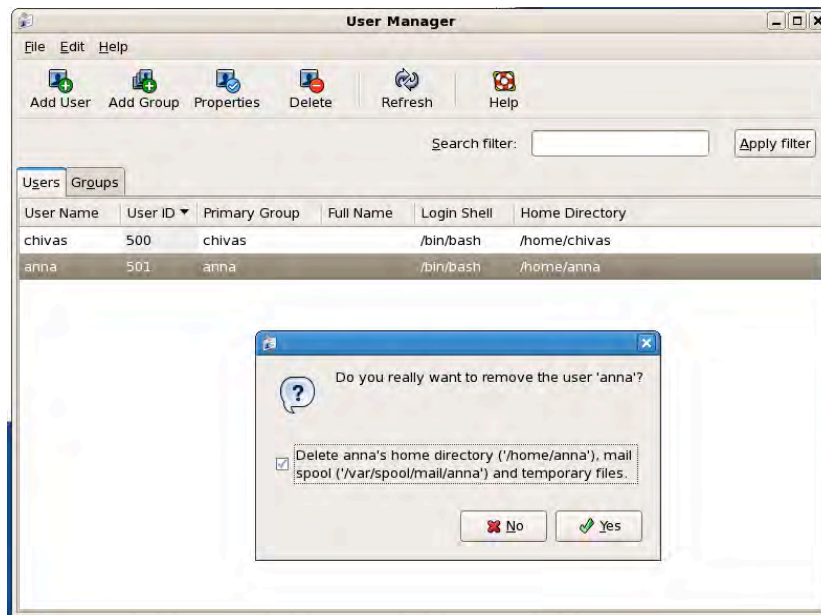 User Manager
File Edit Help
Add User Add Group Properties Delete Refresh Help
Search filter: Apply filter
Users Groups
User Name User ID Primary Group Full Name Login Shell Home Directory
chivas 500 chivas /bin/bash /home/chivas
anna 501 anna /bin/bash /home/anna
Do you really want to remove the user 'anna'?
Delete anna's home directory ('/home/anna'), mail
spool ('/var/spool/mail/anna') and temporary files.
No Yes